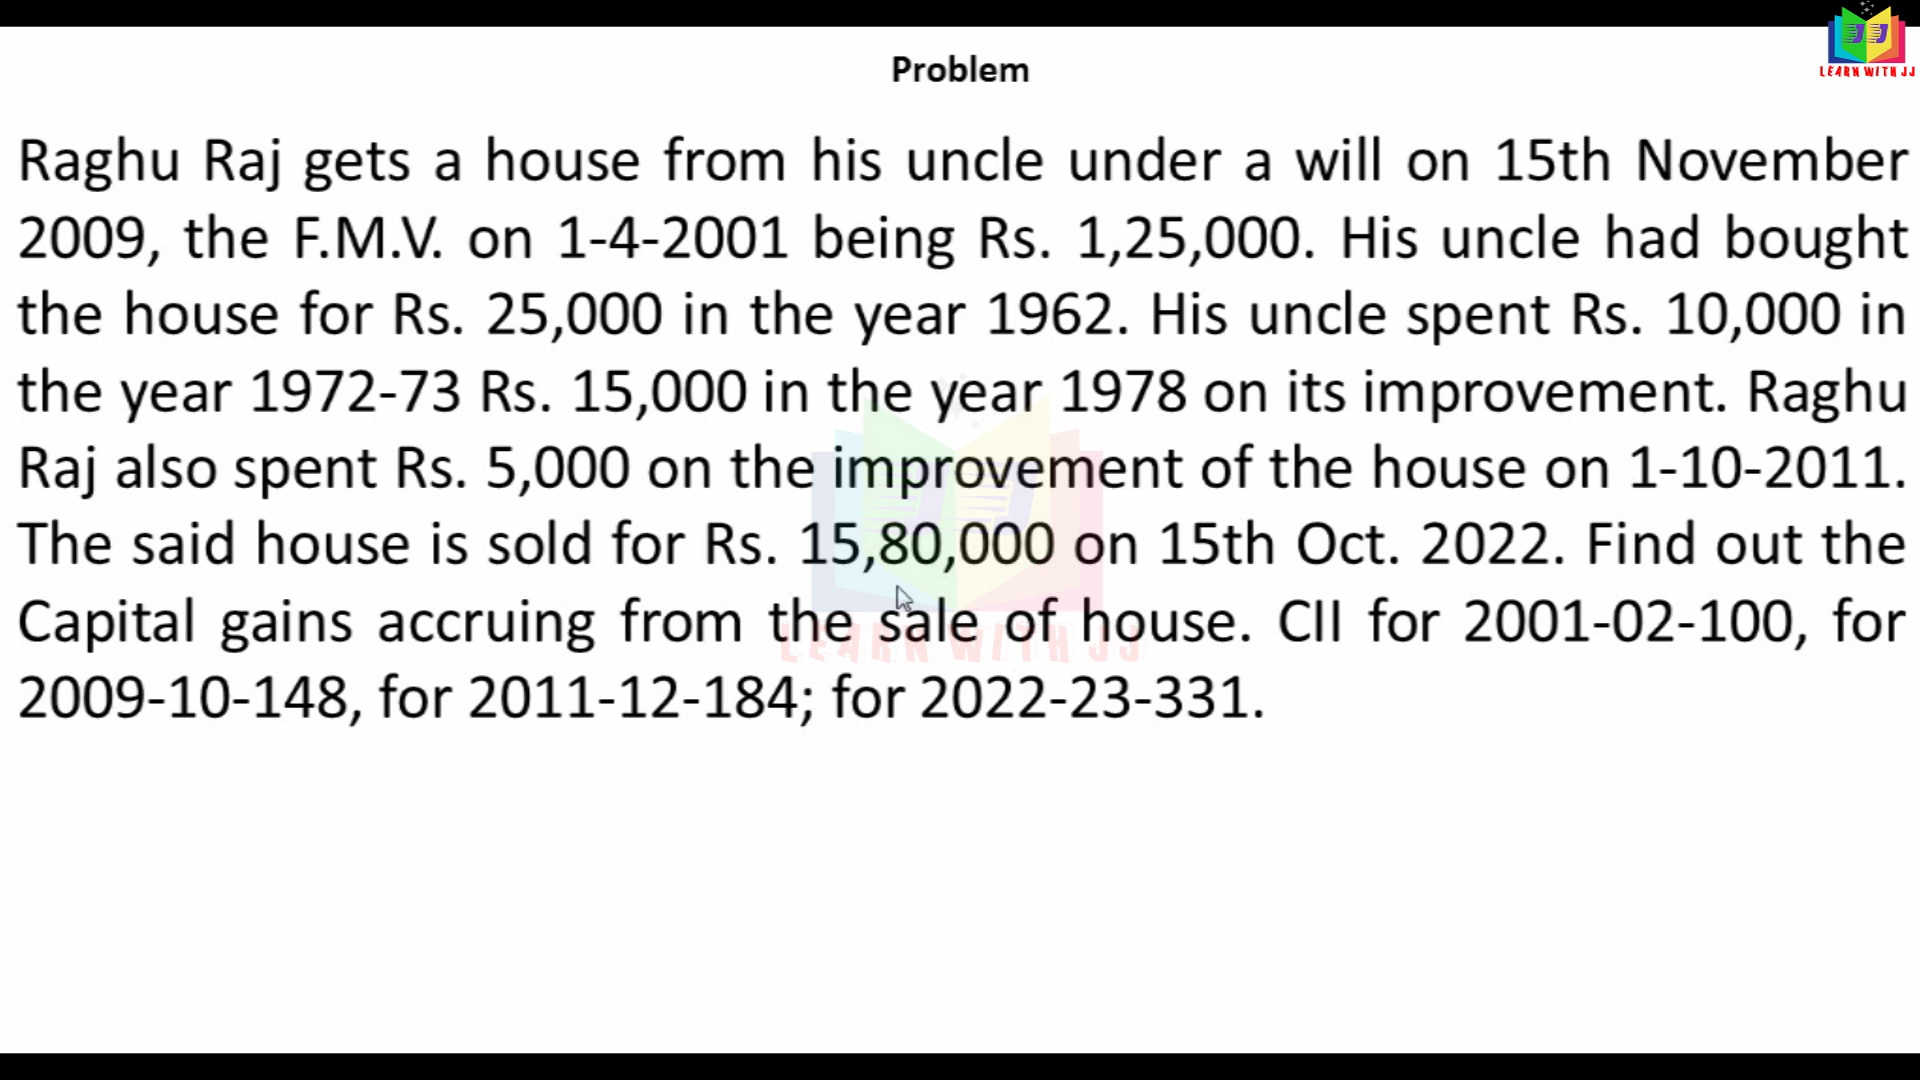 LEARN WITH JJ
Problem
Raghu Raj gets a house from his uncle under a will on 15th November
2009, the F.M.V. on 1-4-2001 being Rs. 1,25,000. His uncle had bought
the house for Rs. 25,000 in the year 1962. His uncle spent Rs. 10,000 in
the year 1972-73 Rs. 15,000 in the year 1978 on its improvement. Raghu
Raj also spent Rs. 5,000 on the improvement of the house on 1-10-2011.
The said house is sold for Rs. 15,80,000 on 15th Oct. 2022. Find out the
Capital gains accruing from the sale of house. CII for 2001-02-100, for
LEARN WITH JJ
2009-10-148, for 2011-12-184; for 2022-23-331.